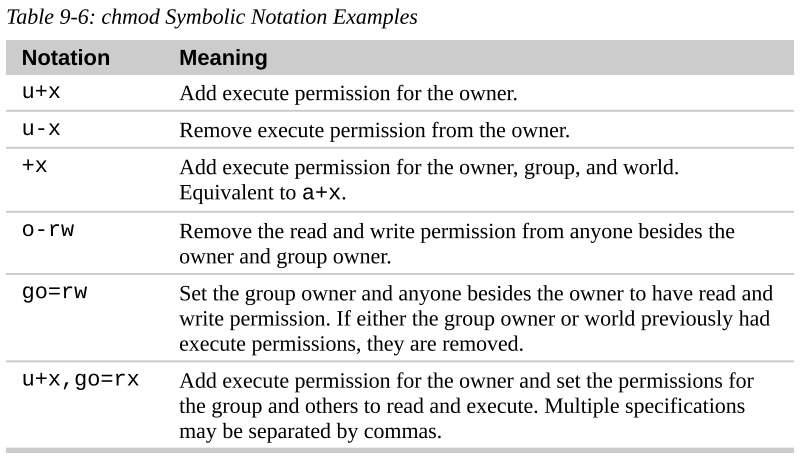 Table 9-6: chmod Symbolic Notation Examples
Notation Meaning
u+x Add execute permission for the owner.
u-x Remove execute permission from the owner.
+x Add execute permission for the owner, group, and world.
Equivalent to a+x.
o-rw Remove the read and write permission from anyone besides the
owner and group owner.
go=rw Set the group owner and anyone besides the owner to have read and
write permission. If either the group owner or world previously had
execute permissions, they are removed.
u+x,go=rx Add execute permission for the owner and set the permissions for
the group and others to read and execute. Multiple specifications
may be separated by commas.